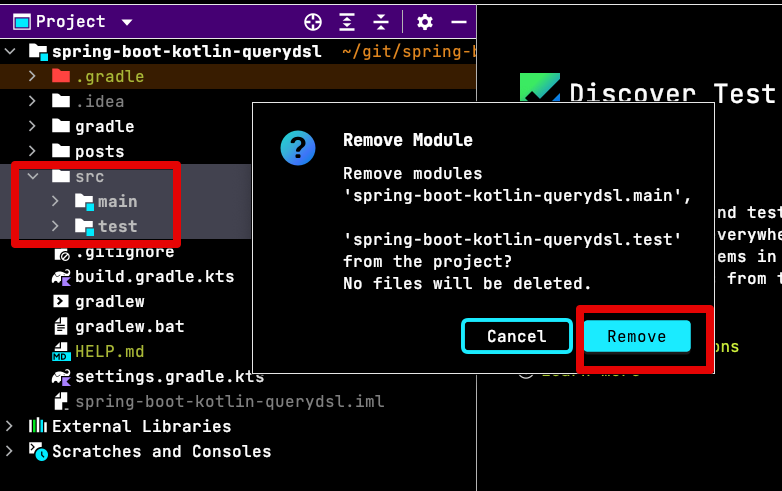 Project
spring-boot-kotlin-querydsl ~/git/spring-b
.gradle
.idea
gradle
posts
src
main
test
.gitignore
build.gradle.kts
gradlew
gradlew.bat
MD
HELP.md
settings.gradle.kts
spring-boot-kotlin-querydsl.iml
External Libraries
Scratches and Consoles
Discover Test
?
Remove Module
Remove modules
'spring-boot-kotlin-querydsl.main',
'spring-boot-kotlin-querydsl.test'
from the project?
No files will be deleted.
Cancel
Remove
nd test
verywhe
ems in
from t
ons